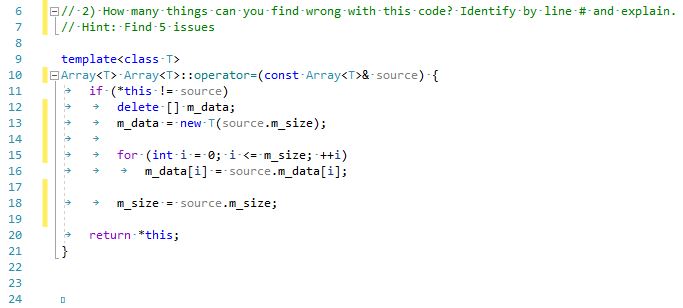 6 // 2) How many things can you find wrong with this code? Identify by line # and explain.
7 // Hint: Find 5 issues
8
9 template<class T>
10 Array<T> Array<T>::operator=(const Array<T>& source) {
11 if (*this != source)
12 delete [] m_data;
13 m_data = new T(source.m_size);
14
15 for (int i = 0; i <= m_size; ++i)
16 m_data[i] = source.m_data[i];
17
18 m_size = source.m_size;
19
20 return *this;
21 }
22
23
24